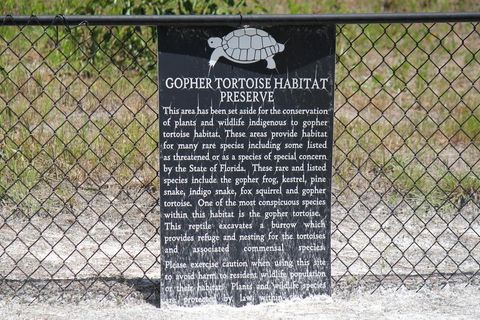 GOPHER TORTOISE HABITAT
PRESERVE
This area has been set aside for the conservation
of plants and wildlife indigenous to gopher
tortoise habitat. These areas provide habitat
for many rare species including some listed
as threatened or as a species of special concern
by the State of Florida. These rare and listed
species include the gopher frog, kestrel, pine
snake, indigo snake, fox squirrel and gopher
tortoise. One of the most conspicuous species
within this habitat is the gopher tortoise.
This reptile excavates a burrow which
provides refuge and nesting for the tortoises
and associated commensal species.
Please exercise caution when using this site
to avoid harm to resident wildlife population
or their habitat. Plants and wildlife species
are protected by law within